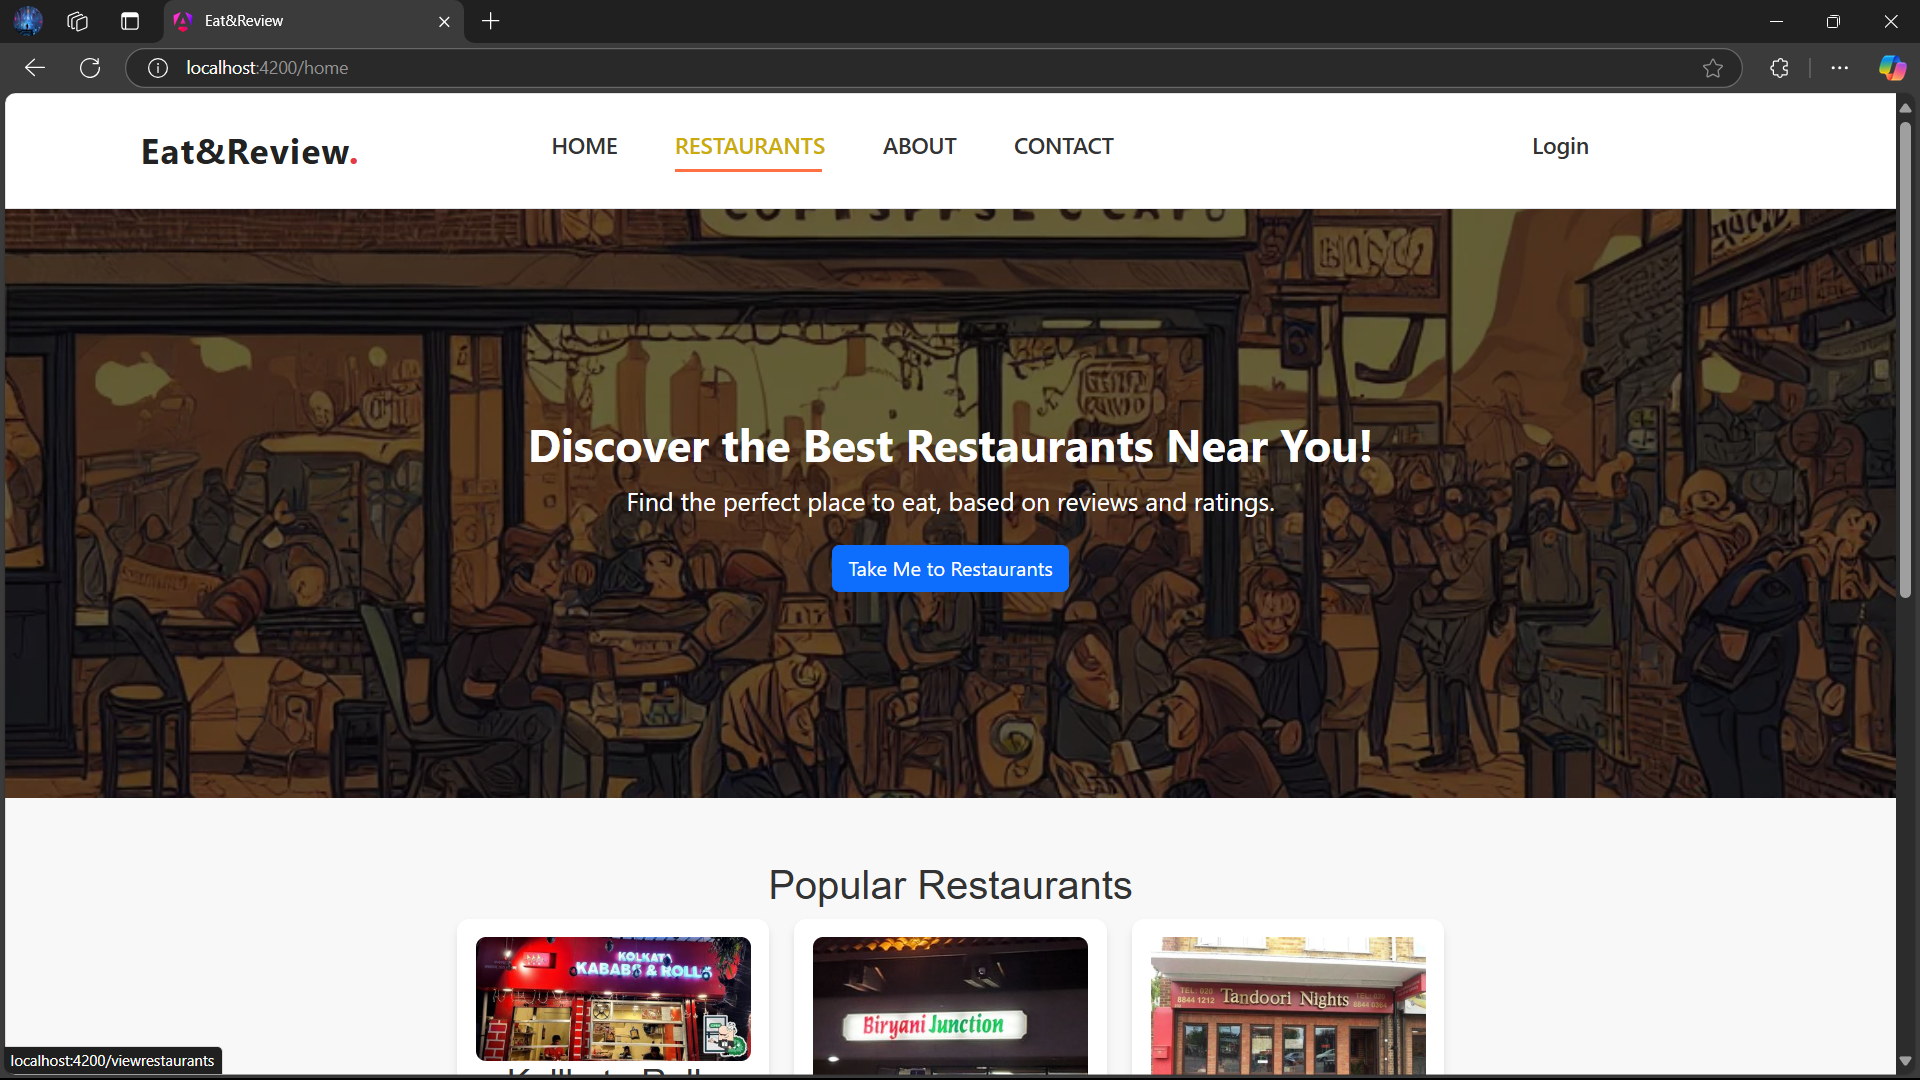 Eat&Review
localhost:4200/home
Eat&Review.
HOME
RESTAURANTS
ABOUT
CONTACT
Login
Discover the Best Restaurants Near You!
Find the perfect place to eat, based on reviews and ratings.
Take Me to Restaurants
Popular Restaurants
KOLKATA
KABABS & ROLLS
Biryani Junction
TEL: 020
8844 1212
Tandoori Nights
localhost:4200/viewrestaurants